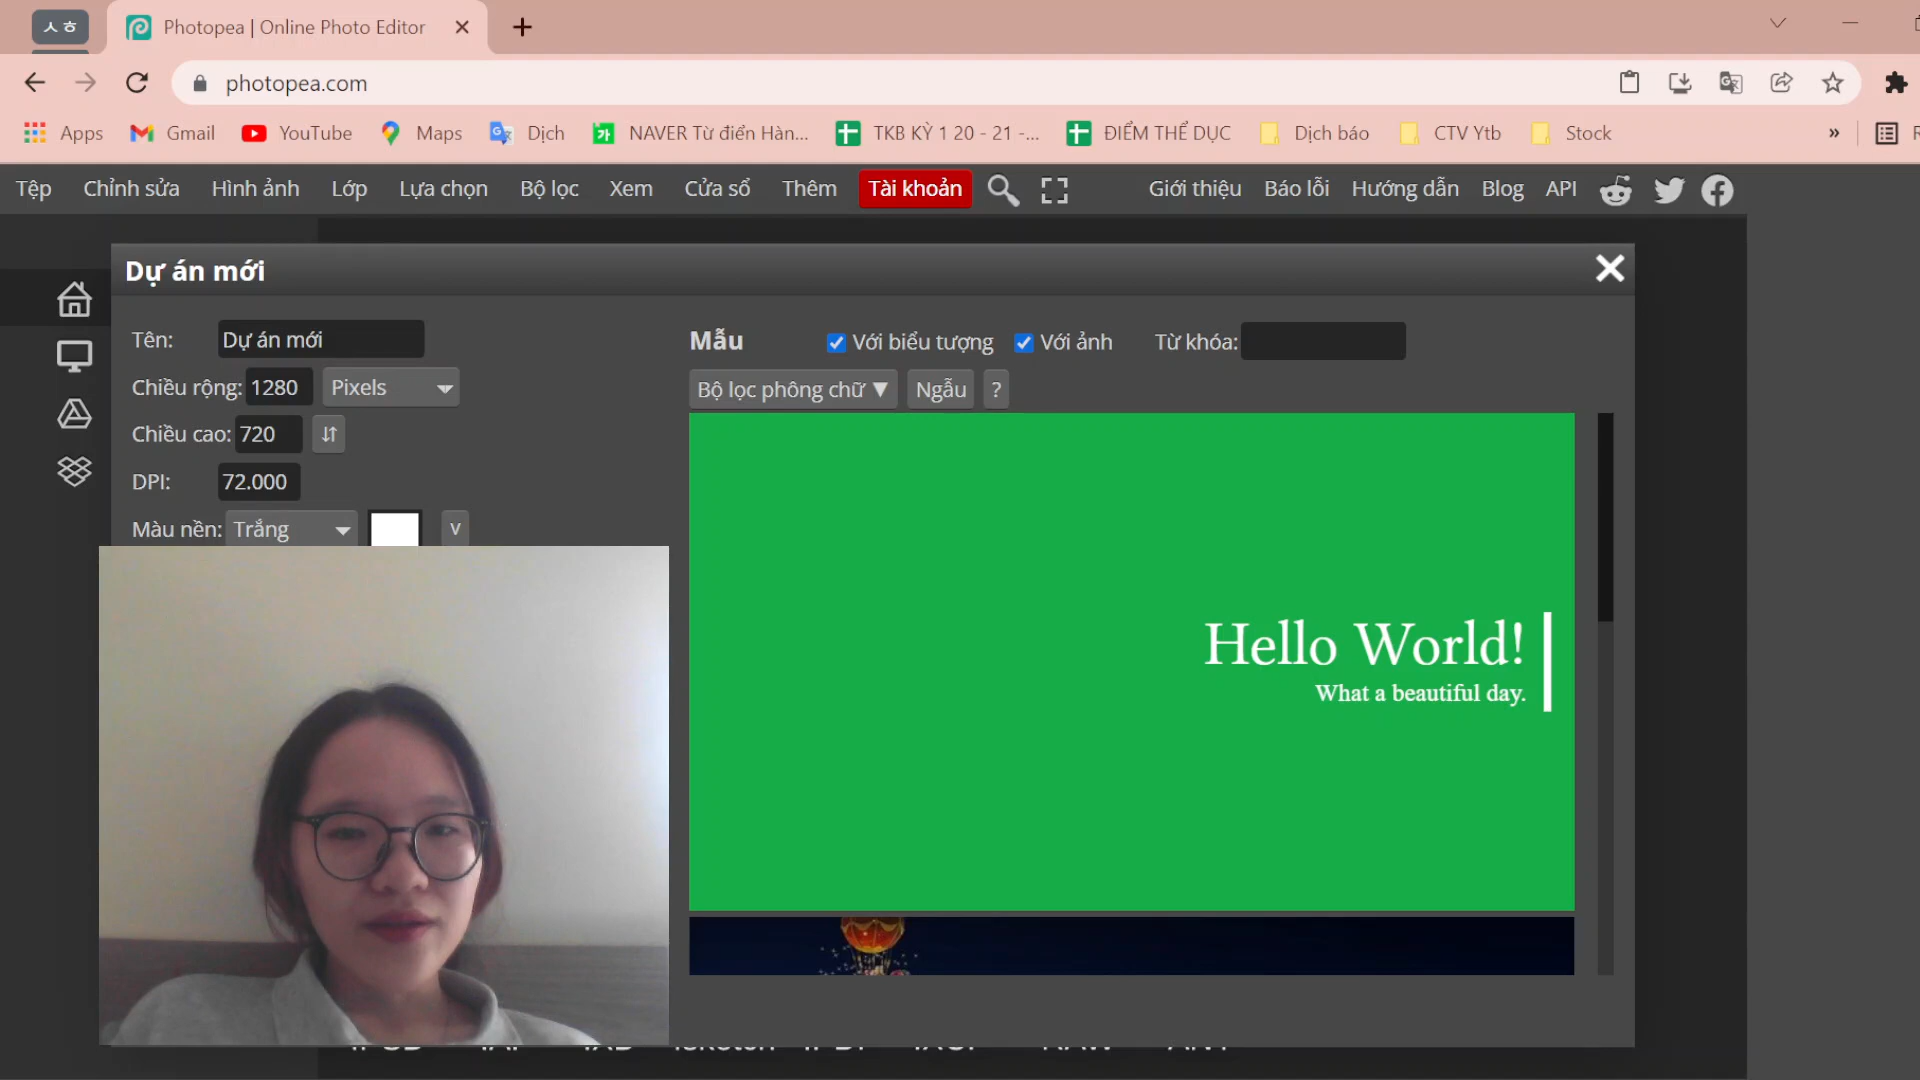 ㅅㅎ
Photopea | Online Photo Editor
photopea.com
Apps Gmail YouTube Maps Dịch NAVER Từ điển Hàn... TKB KỲ 1 20 - 21 -... ĐIỂM THỂ DỤC Dịch báo CTV Ytb Stock »
Tệp Chỉnh sửa Hình ảnh Lớp Lựa chọn Bộ lọc Xem Cửa sổ Thêm Tài khoản Giới thiệu Báo lỗi Hướng dẫn Blog API
Dự án mới
Tên: Dự án mới
Chiều rộng: 1280 Pixels
Chiều cao: 720
DPI: 72.000
Màu nền: Trắng v
Mẫu Với biểu tượng Với ảnh Từ khóa:
Bộ lọc phông chữ ▼ Ngẫu ?
Hello World!
What a beautiful day.